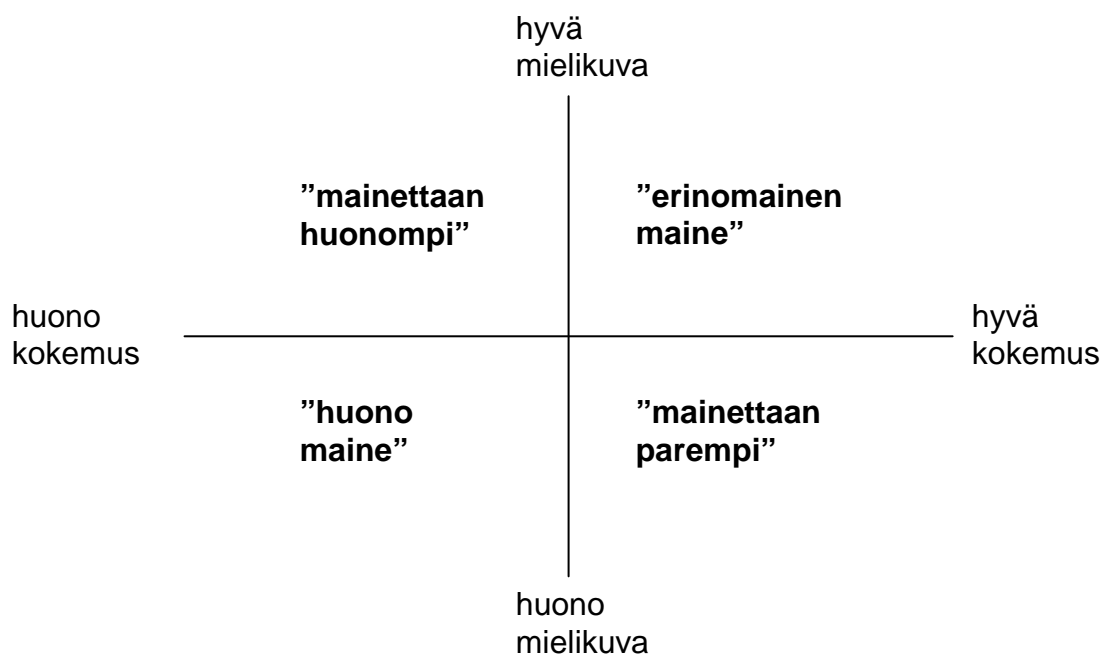 hyvä
mielikuva
”mainettaan
huonompi”
”erinomainen
maine”
huono
kokemus
hyvä
kokemus
”huono
maine”
”mainettaan
parempi”
huono
mielikuva